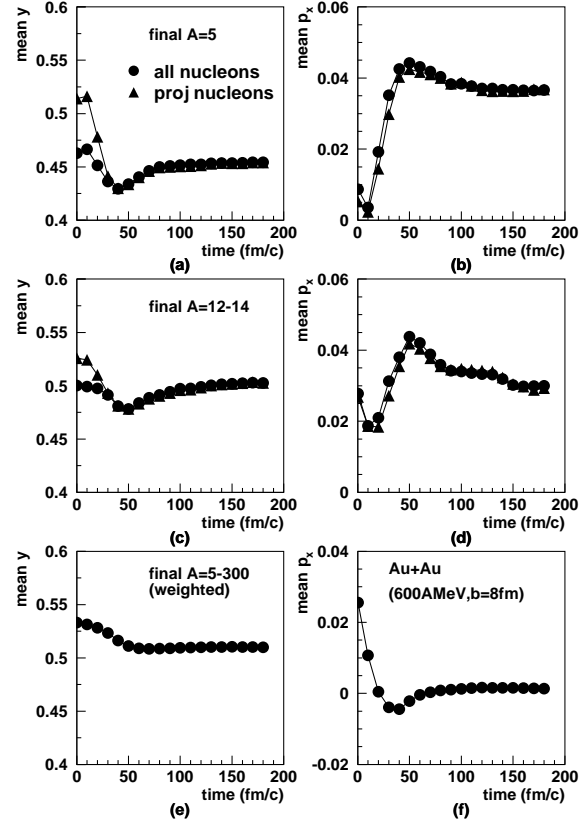 mean y
0.6
0.55
0.5
0.45
0.4
final A=5
all nucleons
proj nucleons
0 50 100 150 200
time (fm/c)
(a)
mean p_x
0.06
0.04
0.02
0
0 50 100 150 200
time (fm/c)
(b)
mean y
0.6
0.55
0.5
0.45
0.4
final A=12-14
0 50 100 150 200
time (fm/c)
(c)
mean p_x
0.06
0.04
0.02
0
0 50 100 150 200
time (fm/c)
(d)
mean y
0.6
0.55
0.5
0.45
0.4
final A=5-300
(weighted)
0 50 100 150 200
time (fm/c)
(e)
mean p_x
0.04
0.02
0
-0.02
Au+Au
(600AMeV,b=8fm)
0 50 100 150 200
time (fm/c)
(f)